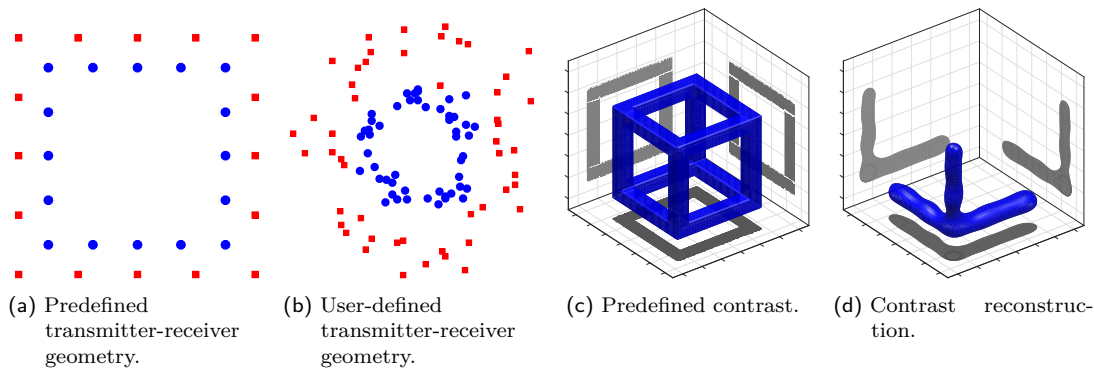 (a) Predefined
transmitter-receiver
geometry.
(b) User-defined
transmitter-receiver
geometry.
(c) Predefined contrast.
(d) Contrast reconstruc-
tion.